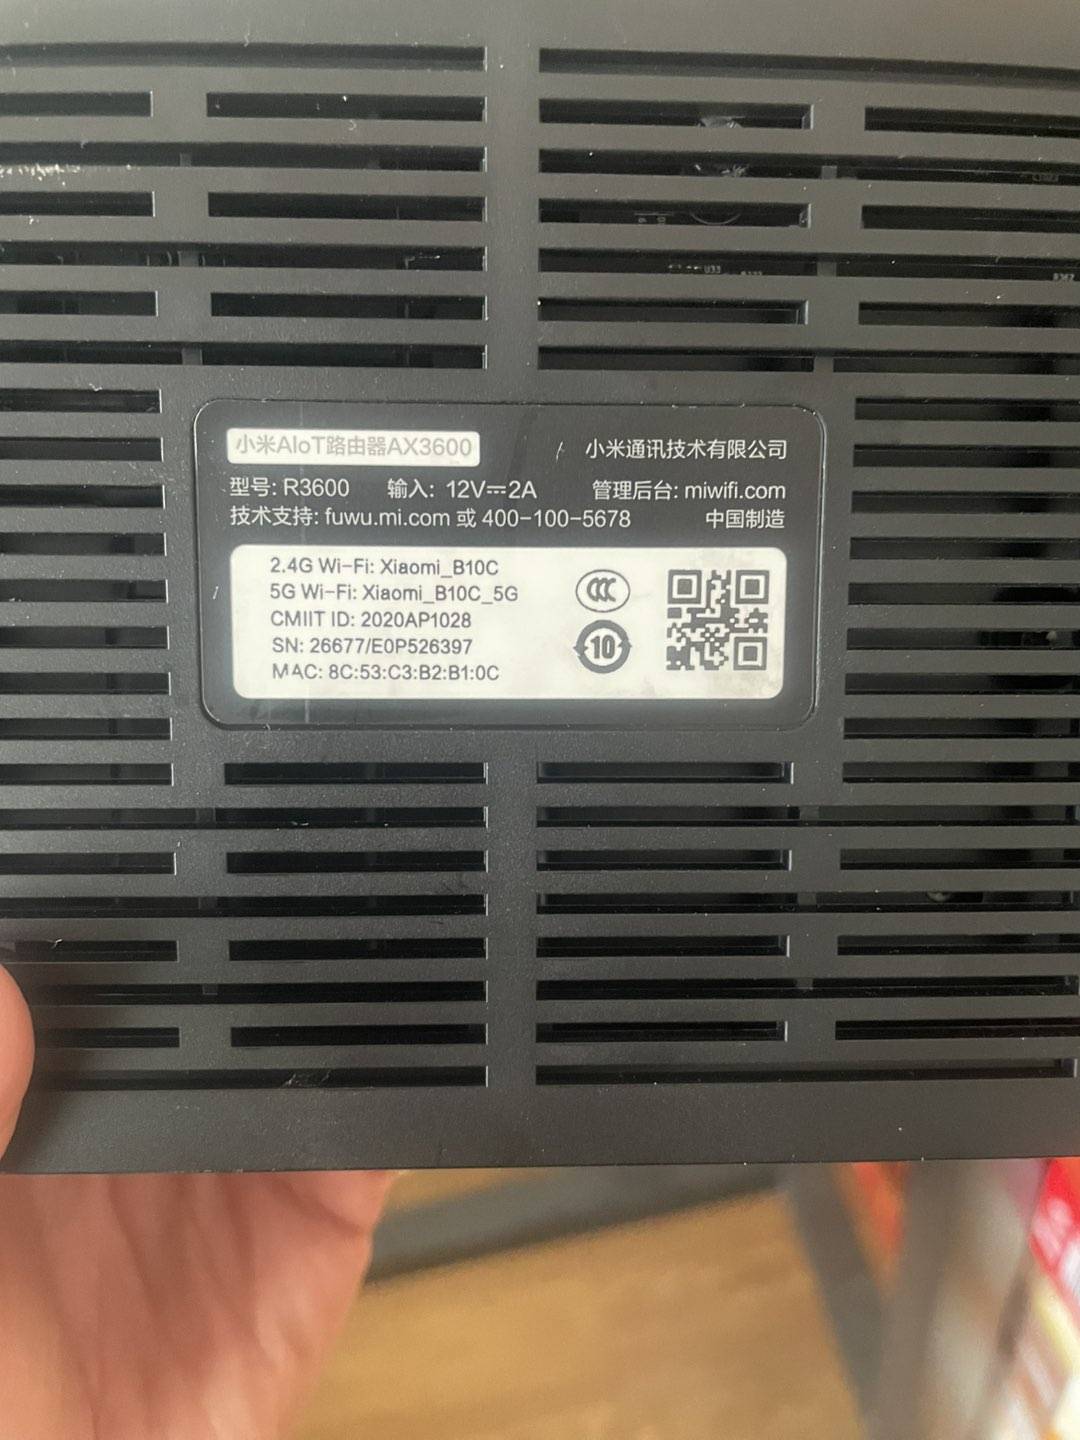 小米AIoT路由器AX3600
小米通讯技术有限公司
型号: R3600 输入: 12V⎓2A 管理后台: miwifi.com
技术支持: fuwu.mi.com 或 400-100-5678 中国制造
2.4G Wi-Fi: Xiaomi_B10C
5G Wi-Fi: Xiaomi_B10C_5G
CMIIT ID: 2020AP1028
SN: 26677/E0P526397
MAC: 8C:53:C3:B2:B1:0C
CCC
10
U33